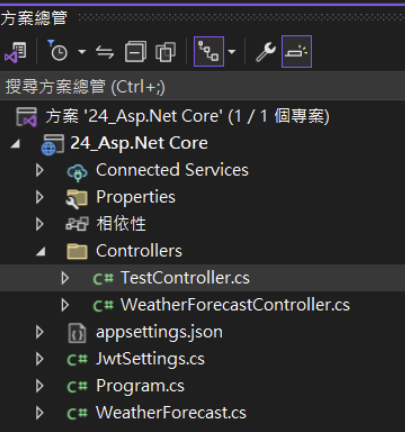 方案總管
搜尋方案總管 (Ctrl+;)
方案 '24_Asp.Net Core' (1 / 1 個專案)
24_Asp.Net Core
Connected Services
Properties
相依性
Controllers
C# TestController.cs
C# WeatherForecastController.cs
appsettings.json
C# JwtSettings.cs
C# Program.cs
C# WeatherForecast.cs